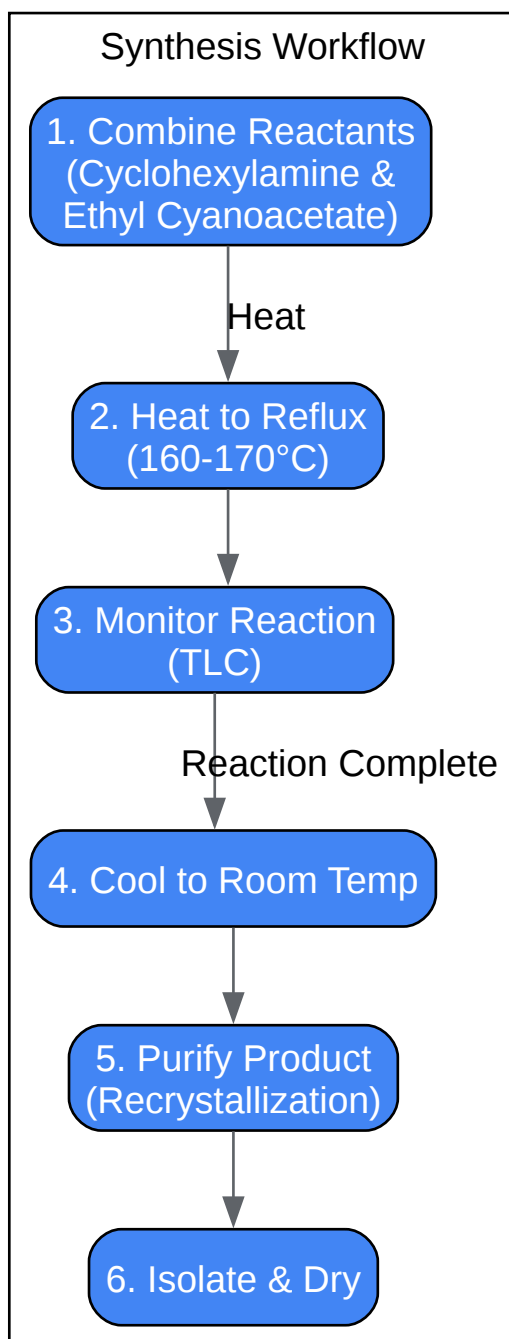 Synthesis Workflow
1. Combine Reactants
(Cyclohexylamine &
Ethyl Cyanoacetate)
Heat
2. Heat to Reflux
(160-170°C)
3. Monitor Reaction
(TLC)
Reaction Complete
4. Cool to Room Temp
5. Purify Product
(Recrystallization)
6. Isolate & Dry